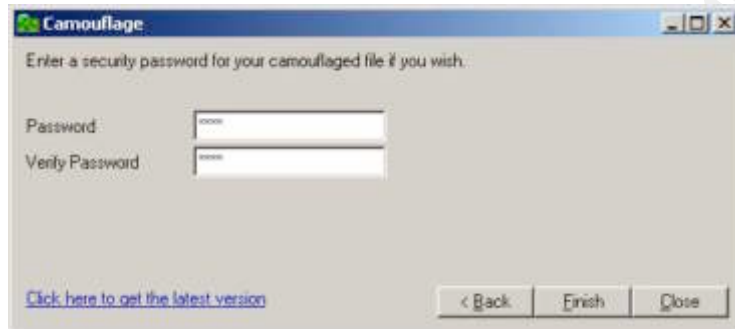 Camouflage
Enter a security password for your camouflaged file if you wish.
Password
Verify Password
Click here to get the latest version
< Back
Finish
Close